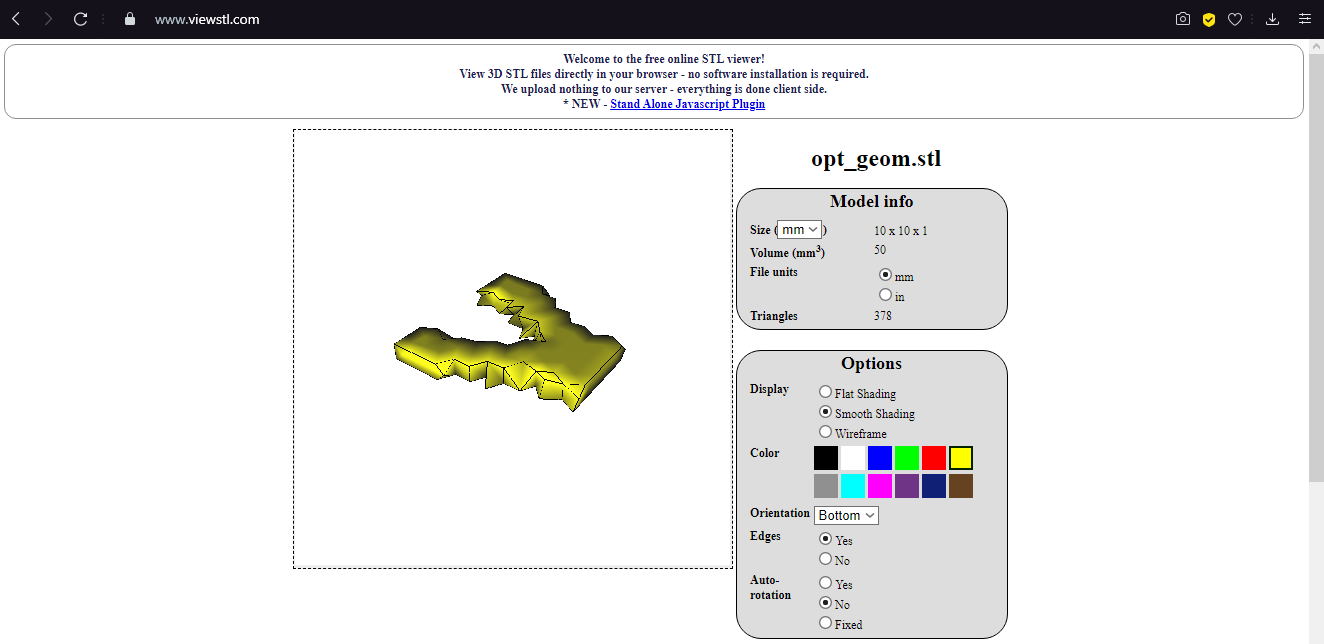 www.viewstl.com
Welcome to the free online STL viewer!
View 3D STL files directly in your browser - no software installation is required.
We upload nothing to our server - everything is done client side.
* NEW - Stand Alone Javascript Plugin
opt_geom.stl
Model info
Size ( mm ) 10 x 10 x 1
Volume (mm3) 50
File units mm
in
Triangles 378
Options
Display Flat Shading
Smooth Shading
Wireframe
Color
Orientation Bottom
Edges Yes
No
Auto- Yes
rotation No
Fixed